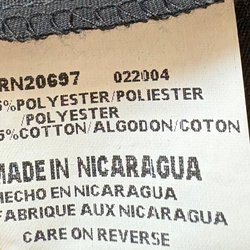 RN20697 022004
5%POLYESTER/POLIESTER
/POLYESTER
5%COTTON/ALGODON/COTON
MADE IN NICARAGUA
HECHO EN NICARAGUA
FABRIQUE AUX NICARAGUA
CARE ON REVERSE